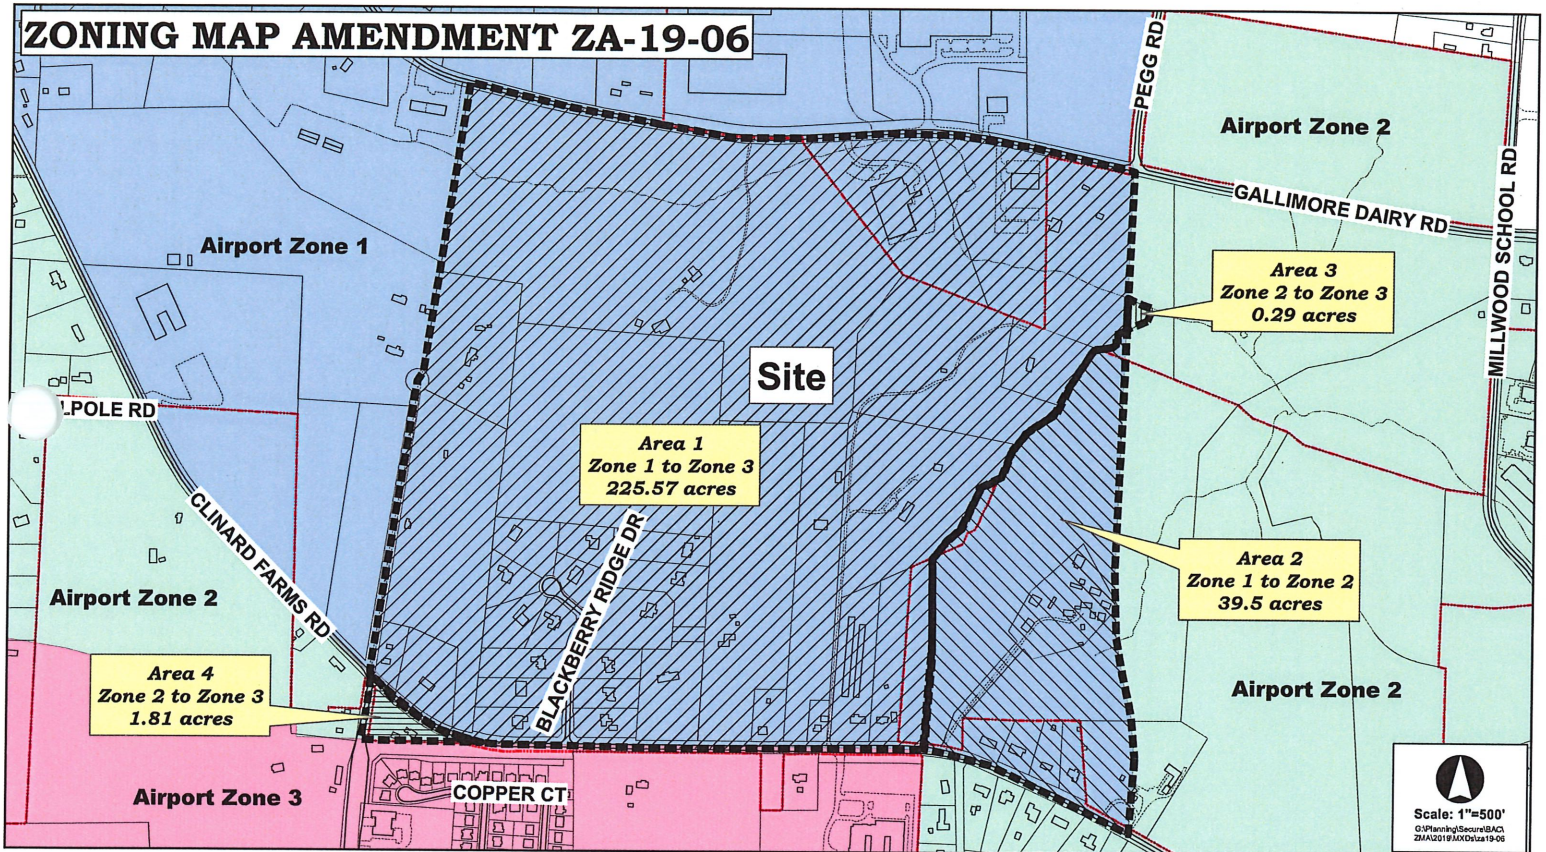 ZONING MAP AMENDMENT ZA-19-06
PEGG RD
Airport Zone 2
GALLIMORE DAIRY RD
MILLWOOD SCHOOL RD
Airport Zone 1
Area 3
Zone 2 to Zone 3
0.29 acres
Site
LPOLE RD
Area 1
Zone 1 to Zone 3
225.57 acres
CLINARD FARMS RD
BLACKBERRY RIDGE DR
Area 2
Zone 1 to Zone 2
39.5 acres
Airport Zone 2
Area 4
Zone 2 to Zone 3
1.81 acres
Airport Zone 2
Airport Zone 3
COPPER CT
Scale: 1"=500'
G:\Planning\Secure\BAC\
ZMA\2019\MXDs\za19-06